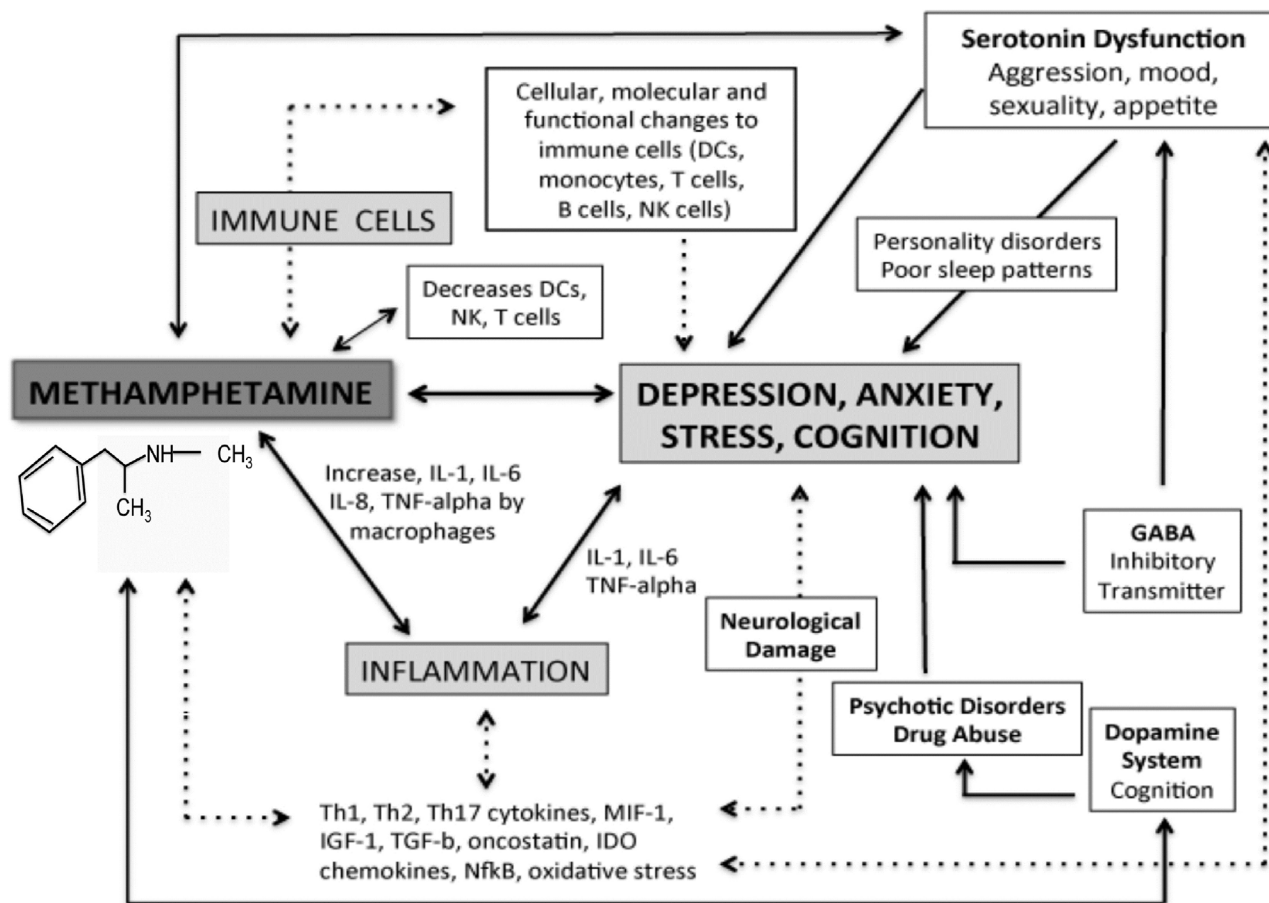 Serotonin Dysfunction
Aggression, mood,
sexuality, appetite
Cellular, molecular and
functional changes to
immune cells (DCs,
monocytes, T cells,
B cells, NK cells)
IMMUNE CELLS
Personality disorders
Poor sleep patterns
Decreases DCs,
NK, T cells
METHAMPHETAMINE
DEPRESSION, ANXIETY,
STRESS, COGNITION
NH
CH3
CH3
Increase, IL-1, IL-6
IL-8, TNF-alpha by
macrophages
IL-1, IL-6
TNF-alpha
GABA
Inhibitory
Transmitter
Neurological
Damage
INFLAMMATION
Psychotic Disorders
Drug Abuse
Dopamine
System
Cognition
Th1, Th2, Th17 cytokines, MIF-1,
IGF-1, TGF-b, oncostatin, IDO
chemokines, NfkB, oxidative stress